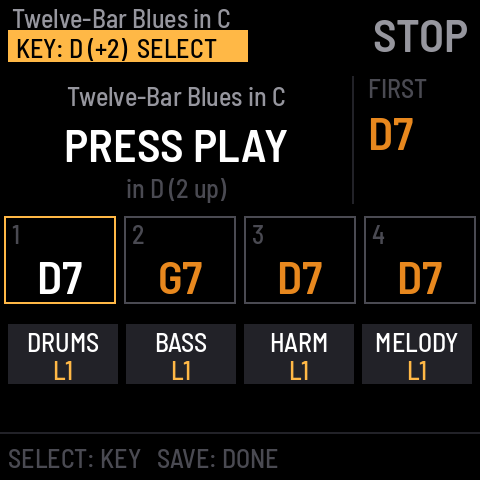 Twelve-Bar Blues in C
KEY: D (+2) SELECT
STOP
Twelve-Bar Blues in C
PRESS PLAY
in D (2 up)
FIRST
D7
1
D7
2
G7
3
D7
4
D7
DRUMS
L1
BASS
L1
HARM
L1
MELODY
L1
SELECT: KEY SAVE: DONE